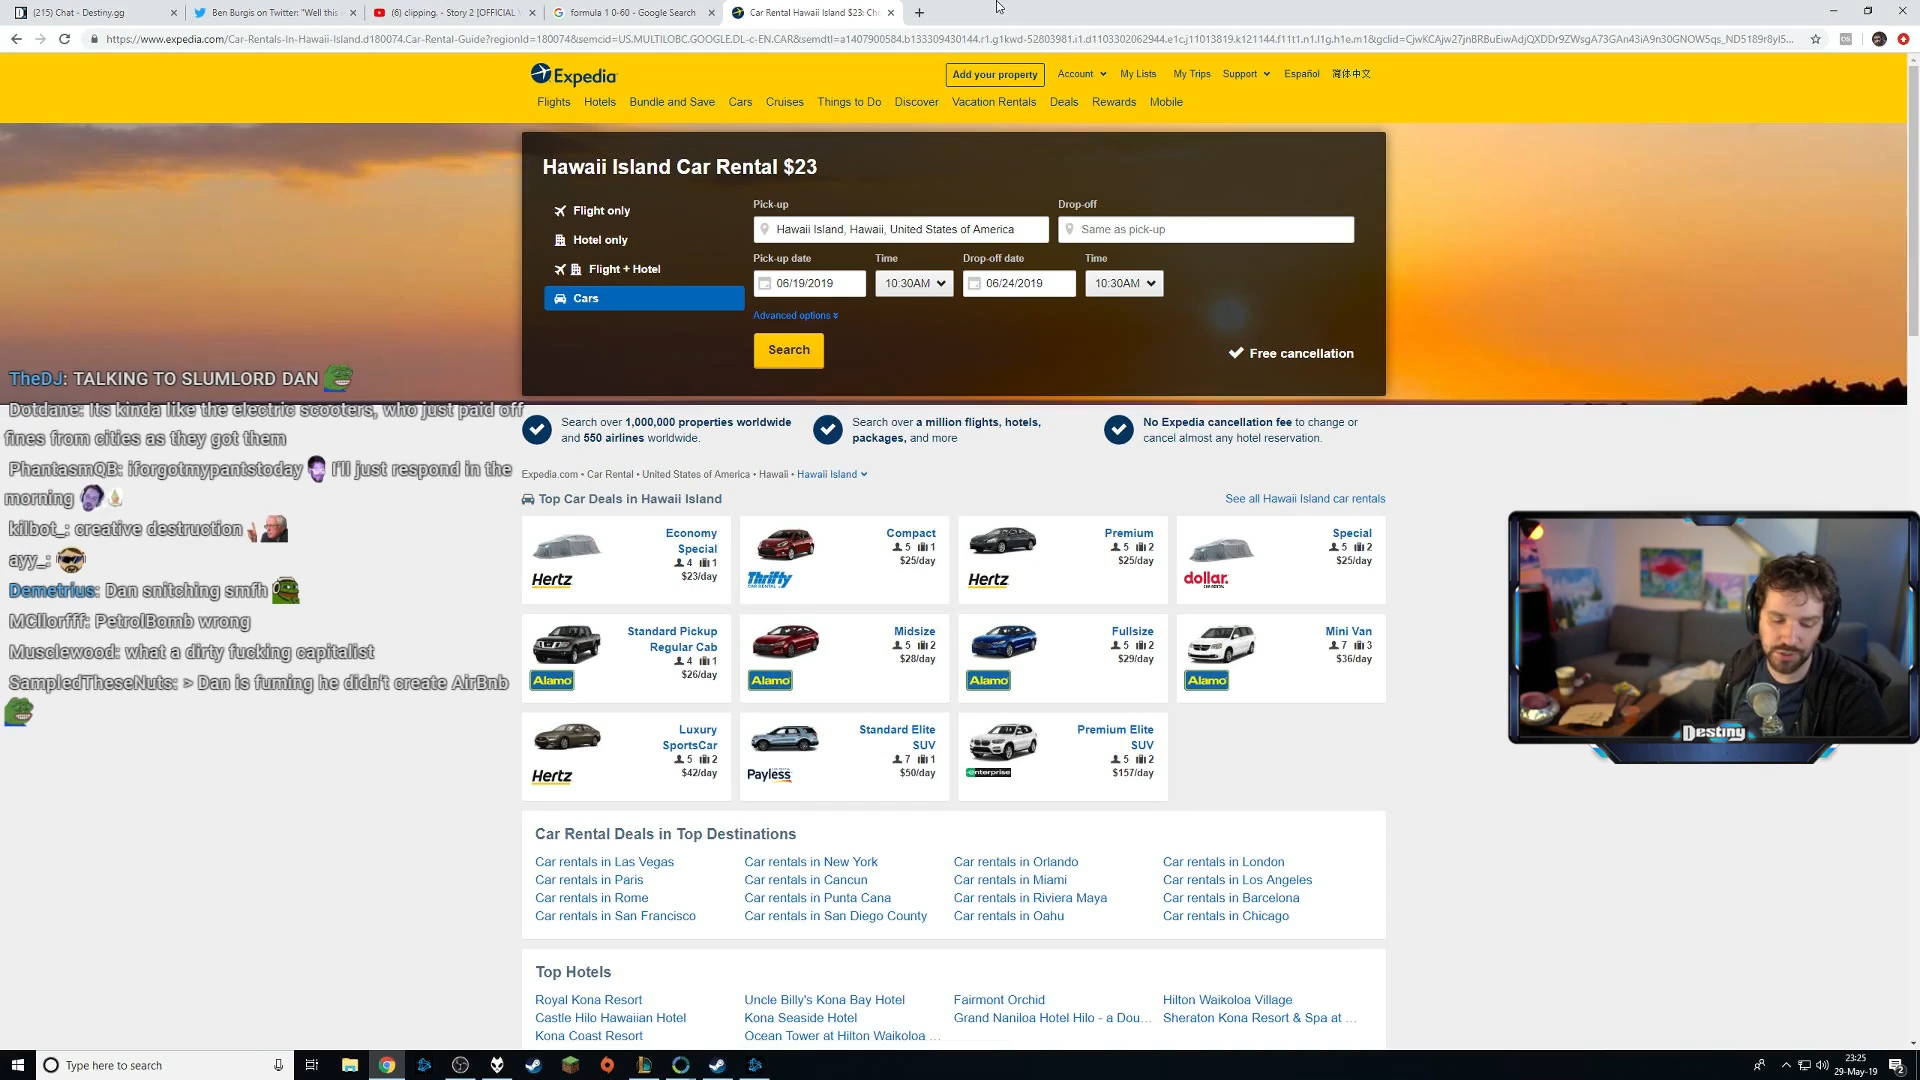 (215) Chat - Destiny.gg
Ben Burgis on Twitter: "Well this
(6) clipping. - Story 2 [OFFICIAL
formula 1 0-60 - Google Search
Car Rental Hawaii Island $23: Ch
Expedia
Add your property
Account
My Lists
My Trips
Support
Español
简体中文
Flights
Hotels
Bundle and Save
Cars
Cruises
Things to Do
Discover
Vacation Rentals
Deals
Rewards
Mobile
Hawaii Island Car Rental $23
Flight only
Hotel only
Flight + Hotel
Cars
Pick-up
Hawaii Island, Hawaii, United States of America
Drop-off
Same as pick-up
Pick-up date
06/19/2019
Time
10:30AM
Drop-off date
06/24/2019
Time
10:30AM
Advanced options
Search
Free cancellation
TheDJ: TALKING TO SLUMLORD DAN
Dotdane: Its kinda like the electric scooters, who just paid off
fines from cities as they got them
PhantasmQB: iforgotmypantstoday I'll just respond in the
morning
kilbot_: creative destruction
ayy_:
Demetrius: Dan snitching smfh
MCllorfff: PetrolBomb wrong
Musclewood: what a dirty fucking capitalist
SampledTheseNuts: > Dan is fuming he didn't create AirBnb
Search over 1,000,000 properties worldwide
and 550 airlines worldwide.
Search over a million flights, hotels,
packages, and more
No Expedia cancellation fee to change or
cancel almost any hotel reservation.
Expedia.com • Car Rental • United States of America • Hawaii • Hawaii Island
Top Car Deals in Hawaii Island
See all Hawaii Island car rentals
Economy
Special
4 1
$23/day
Hertz
Compact
5 1
$25/day
Thrifty
Premium
5 2
$25/day
Hertz
Special
5 2
$25/day
dollar.
Standard Pickup
Regular Cab
4 1
$26/day
Alamo
Midsize
5 2
$28/day
Alamo
Fullsize
5 2
$29/day
Alamo
Mini Van
7 3
$36/day
Alamo
Luxury
SportsCar
5 2
$42/day
Hertz
Standard Elite
SUV
7 1
$50/day
Payless
Premium Elite
SUV
5 2
$157/day
enterprise
Destiny
Car Rental Deals in Top Destinations
Car rentals in Las Vegas
Car rentals in New York
Car rentals in Orlando
Car rentals in London
Car rentals in Paris
Car rentals in Cancun
Car rentals in Miami
Car rentals in Los Angeles
Car rentals in Rome
Car rentals in Punta Cana
Car rentals in Riviera Maya
Car rentals in Barcelona
Car rentals in San Francisco
Car rentals in San Diego County
Car rentals in Oahu
Car rentals in Chicago
Top Hotels
Royal Kona Resort
Uncle Billy's Kona Bay Hotel
Fairmont Orchid
Hilton Waikoloa Village
Castle Hilo Hawaiian Hotel
Kona Seaside Hotel
Grand Naniloa Hotel Hilo - a Dou...
Sheraton Kona Resort & Spa at ...
Kona Coast Resort
Ocean Tower at Hilton Waikoloa ...
Type here to search
23:25
29-May-19
2